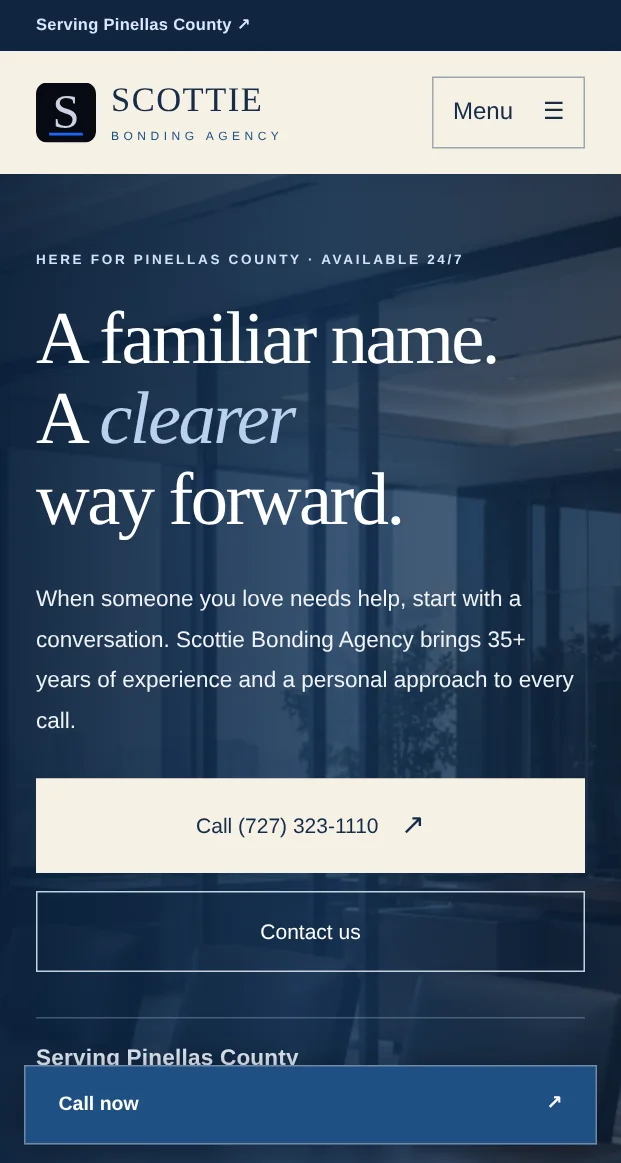 Serving Pinellas County ↗
S
SCOTTIE
BONDING AGENCY
Menu ☰
HERE FOR PINELLAS COUNTY · AVAILABLE 24/7
A familiar name.
A clearer
way forward.
When someone you love needs help, start with a
conversation. Scottie Bonding Agency brings 35+
years of experience and a personal approach to every
call.
Call (727) 323-1110 ↗
Contact us
Serving Pinellas County
Call now ↗